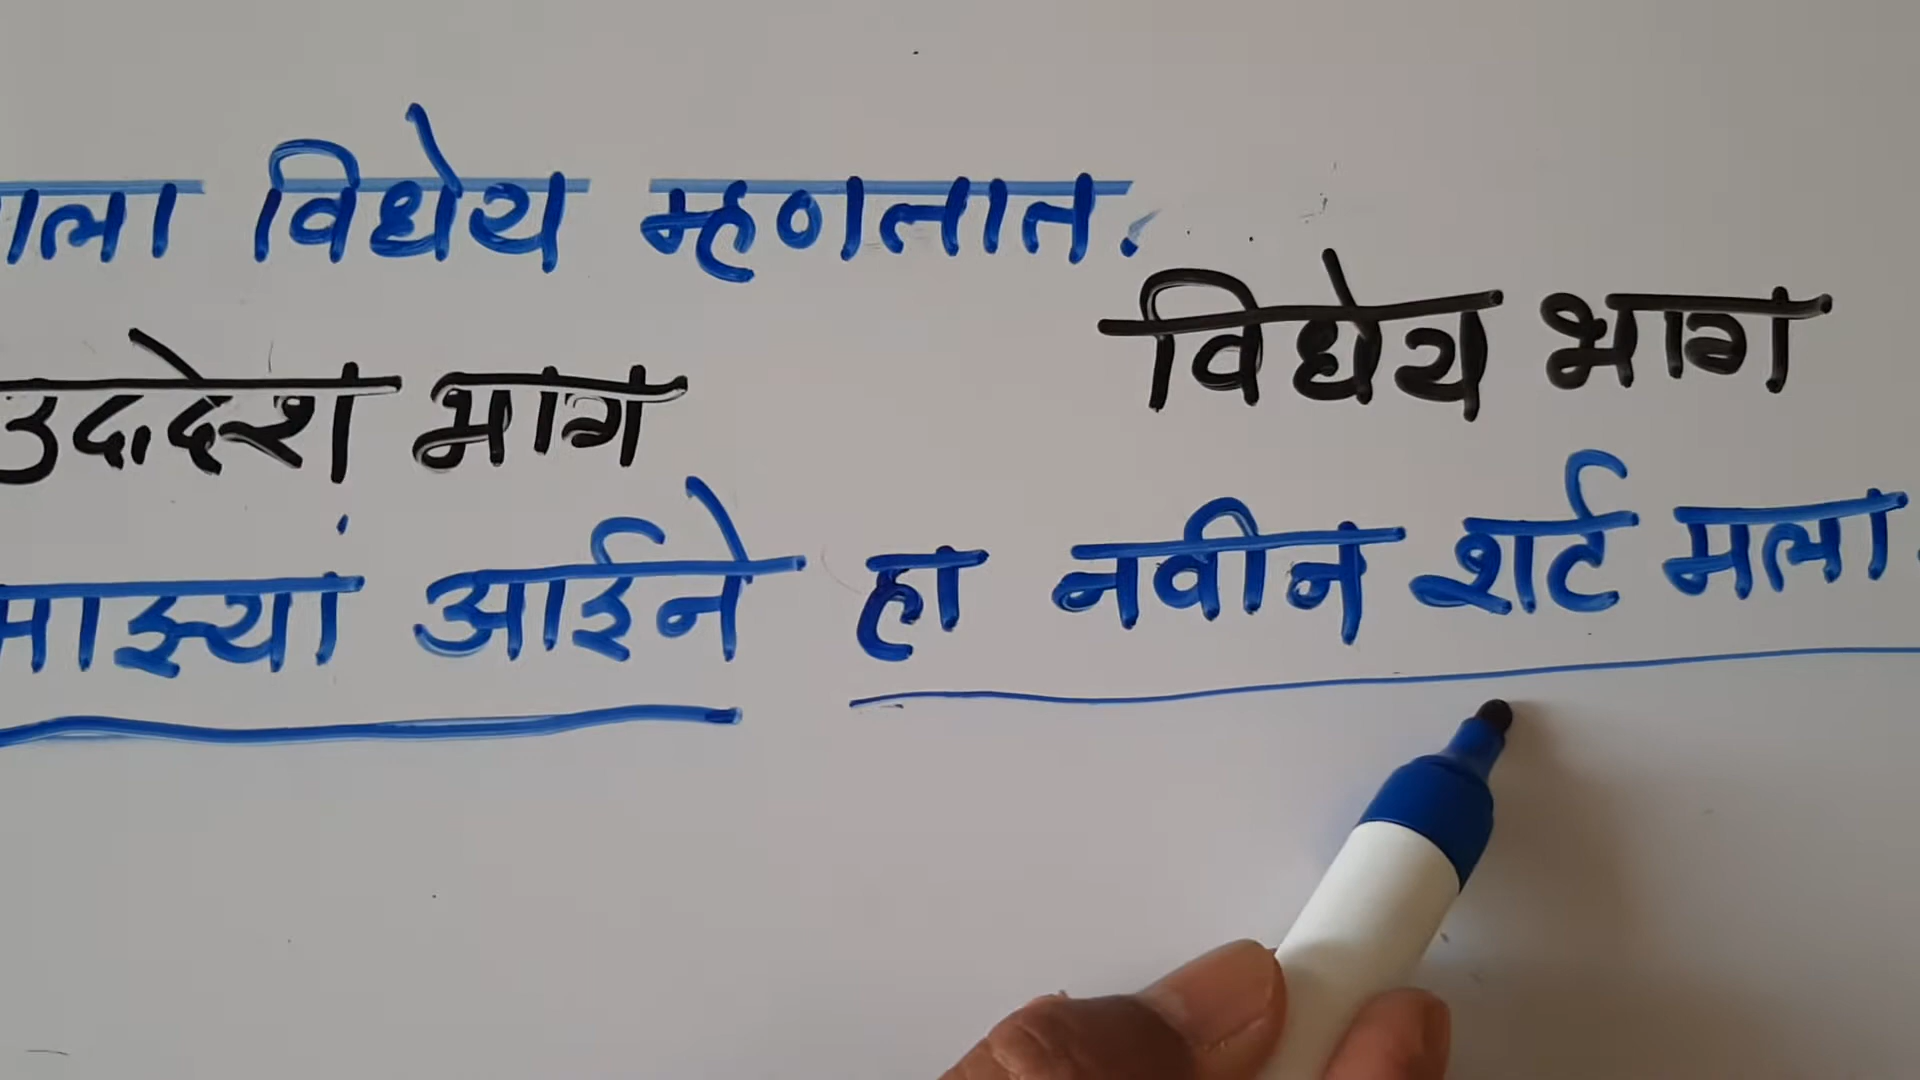 विधेय म्हणतात.
विधेय भाग
उद्देश भाग
माझ्यां आईने हा नवीन शर्ट मला